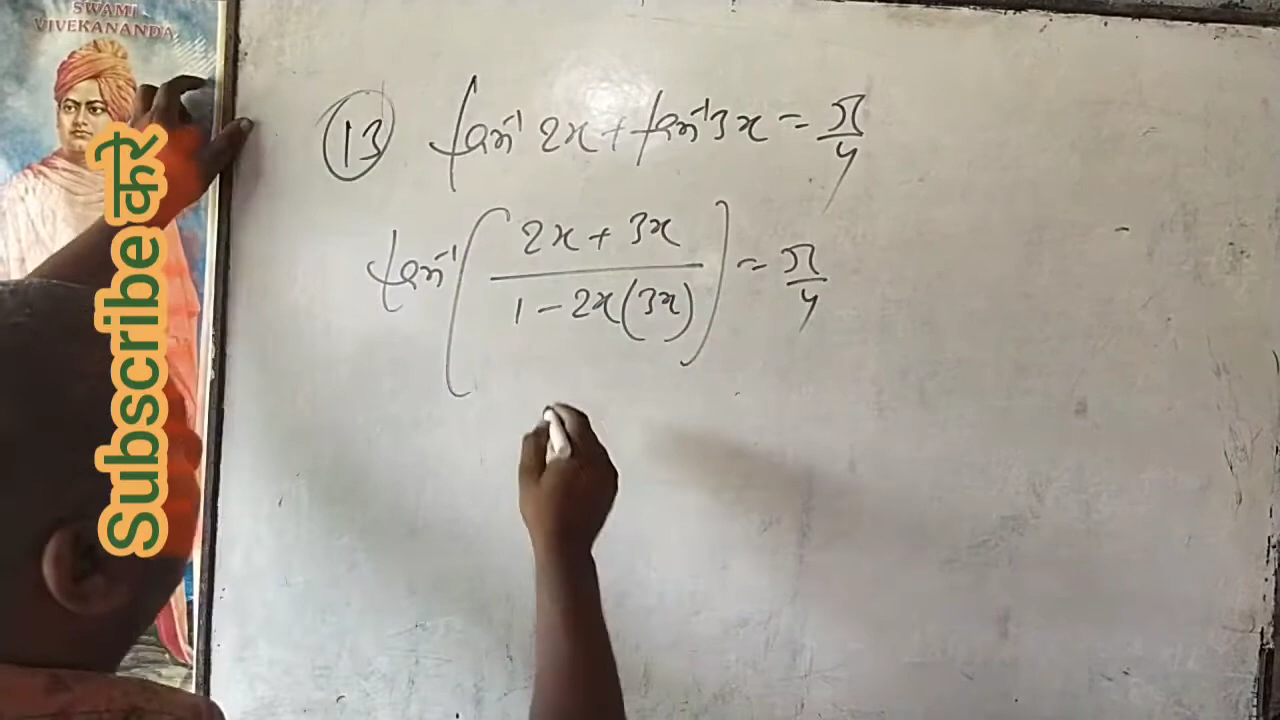 SWAMI
VIVEKANANDA
Subscribe करे
(13) tan⁻¹ 2x + tan⁻¹ 3x = π/4
tan⁻¹ ( (2x + 3x) / (1 - 2x(3x)) ) = π/4